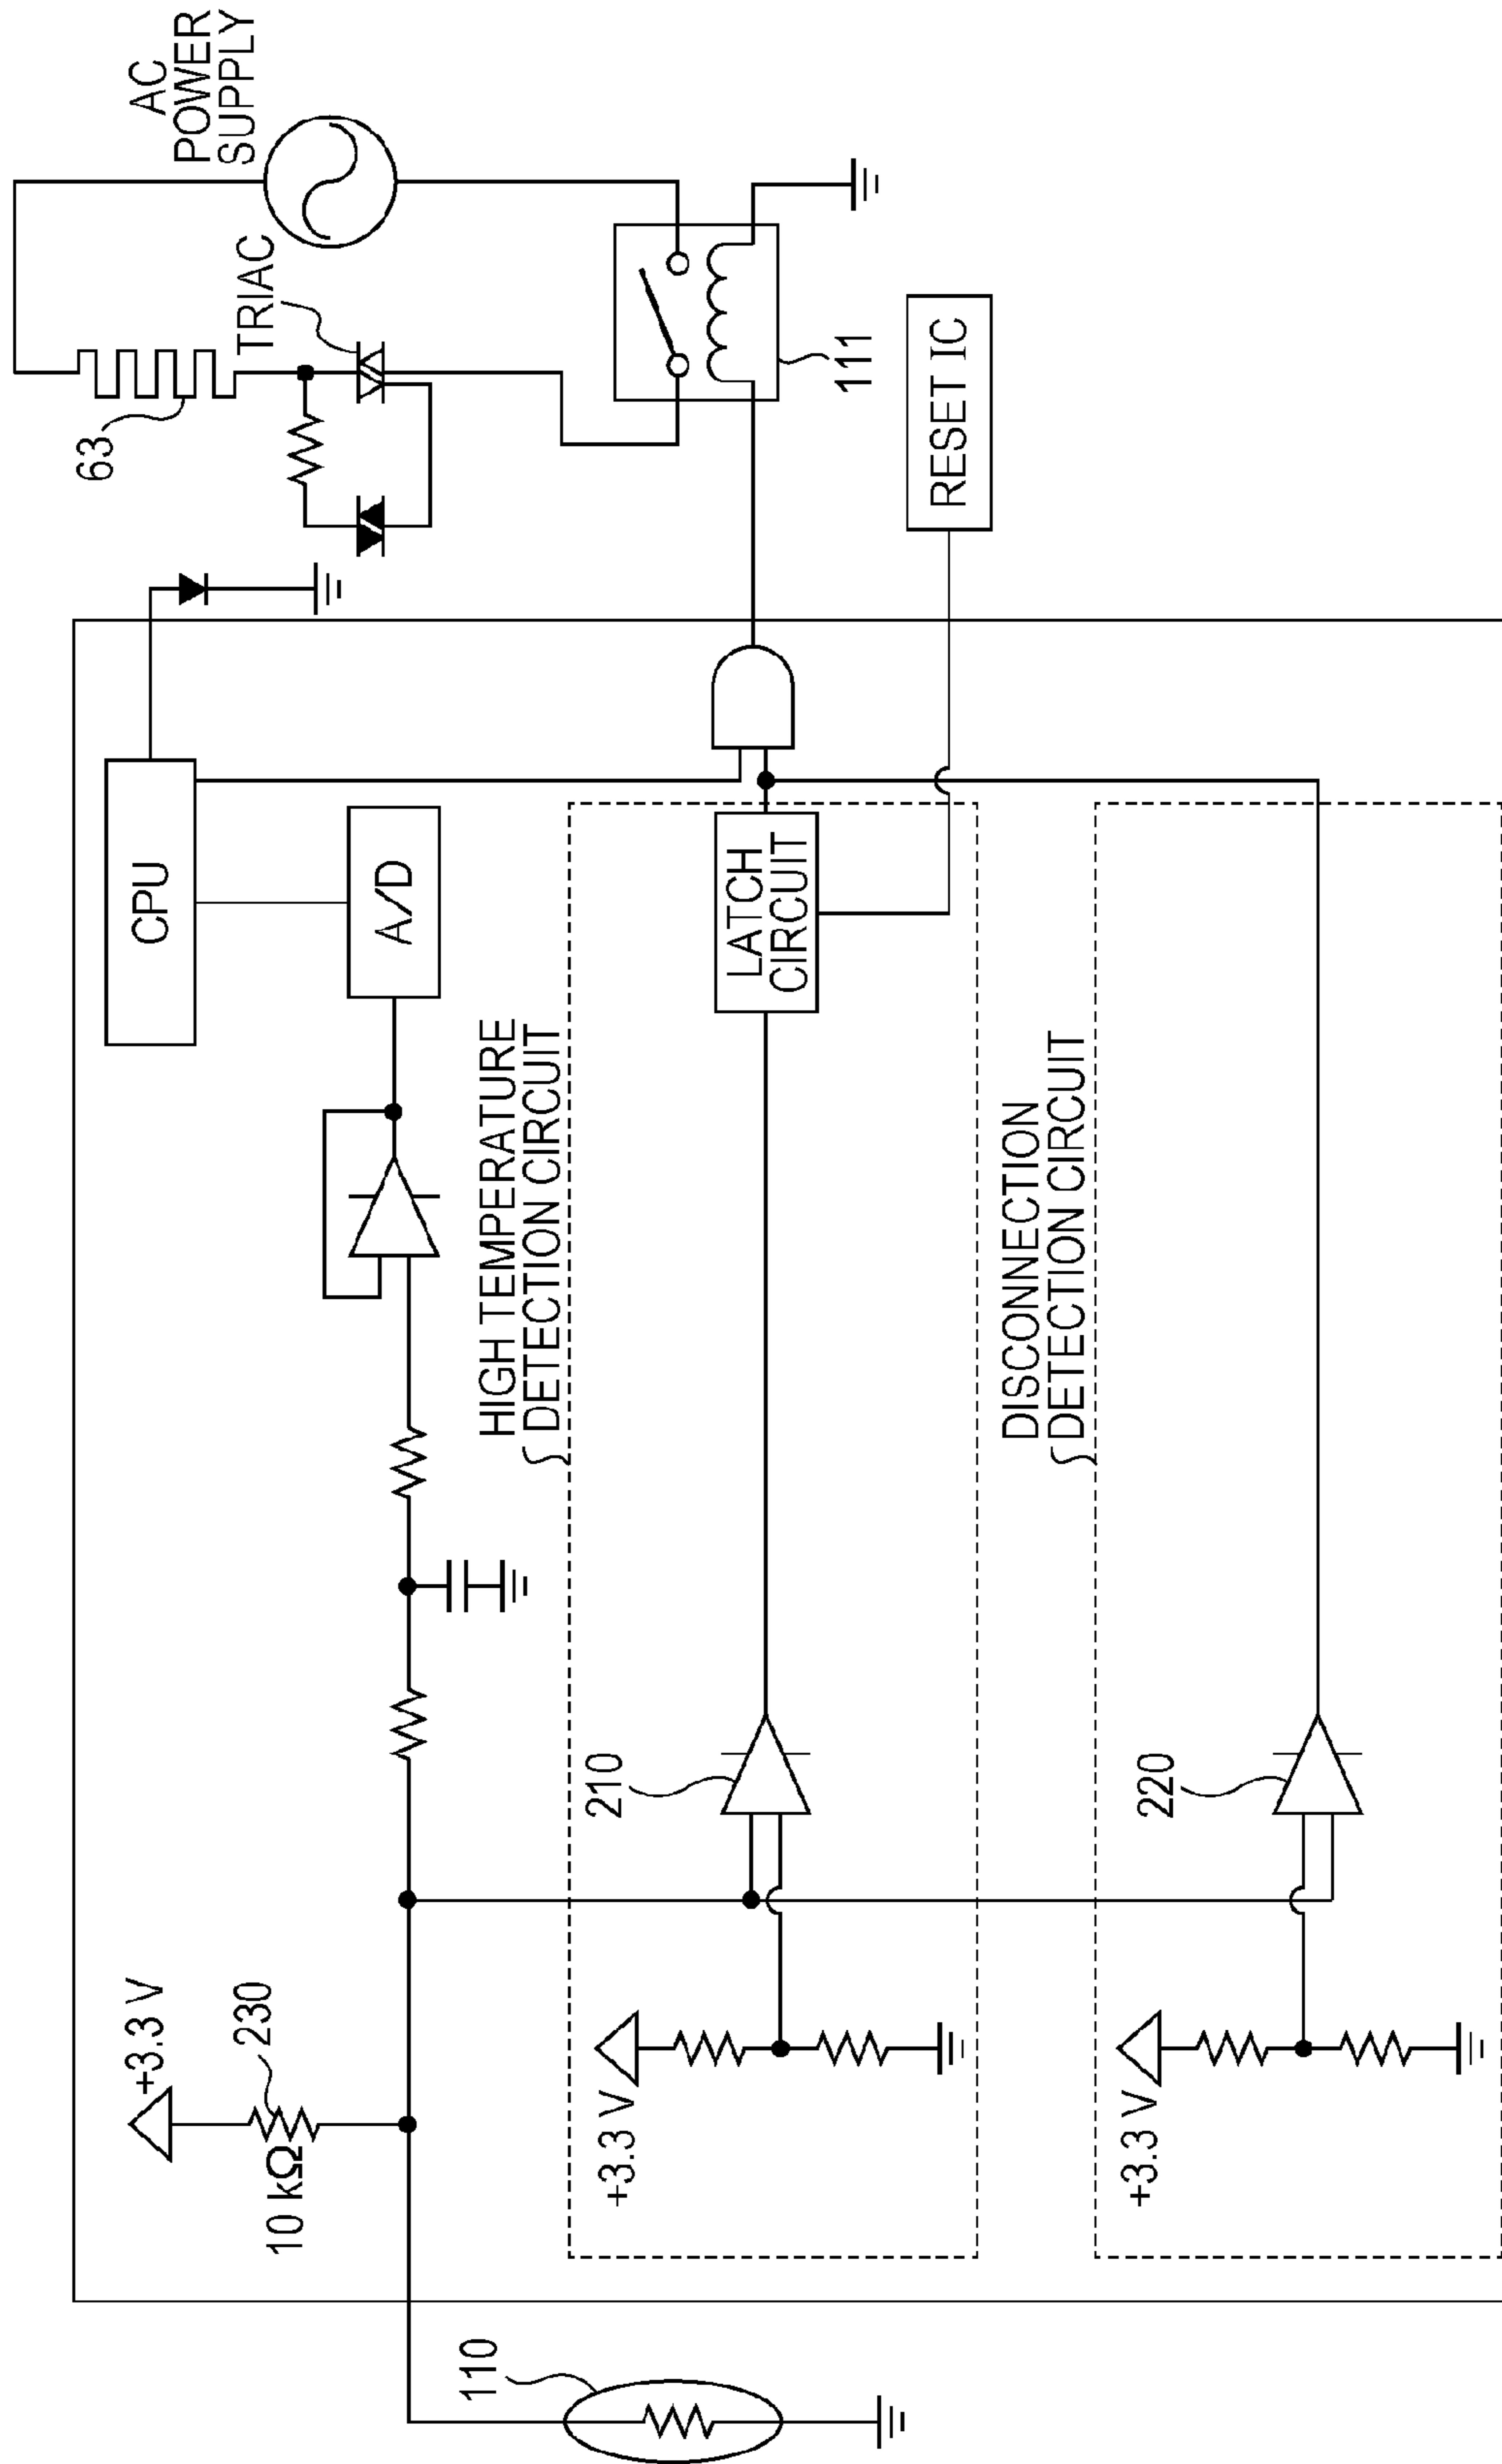 110
+3.3 V
230
10 kΩ
+3.3 V
210
HIGH TEMPERATURE
DETECTION CIRCUIT
+3.3 V
220
DISCONNECTION
DETECTION CIRCUIT
A/D
CPU
LATCH
CIRCUIT
63
TRIAC
AC
POWER
SUPPLY
111
RESET IC